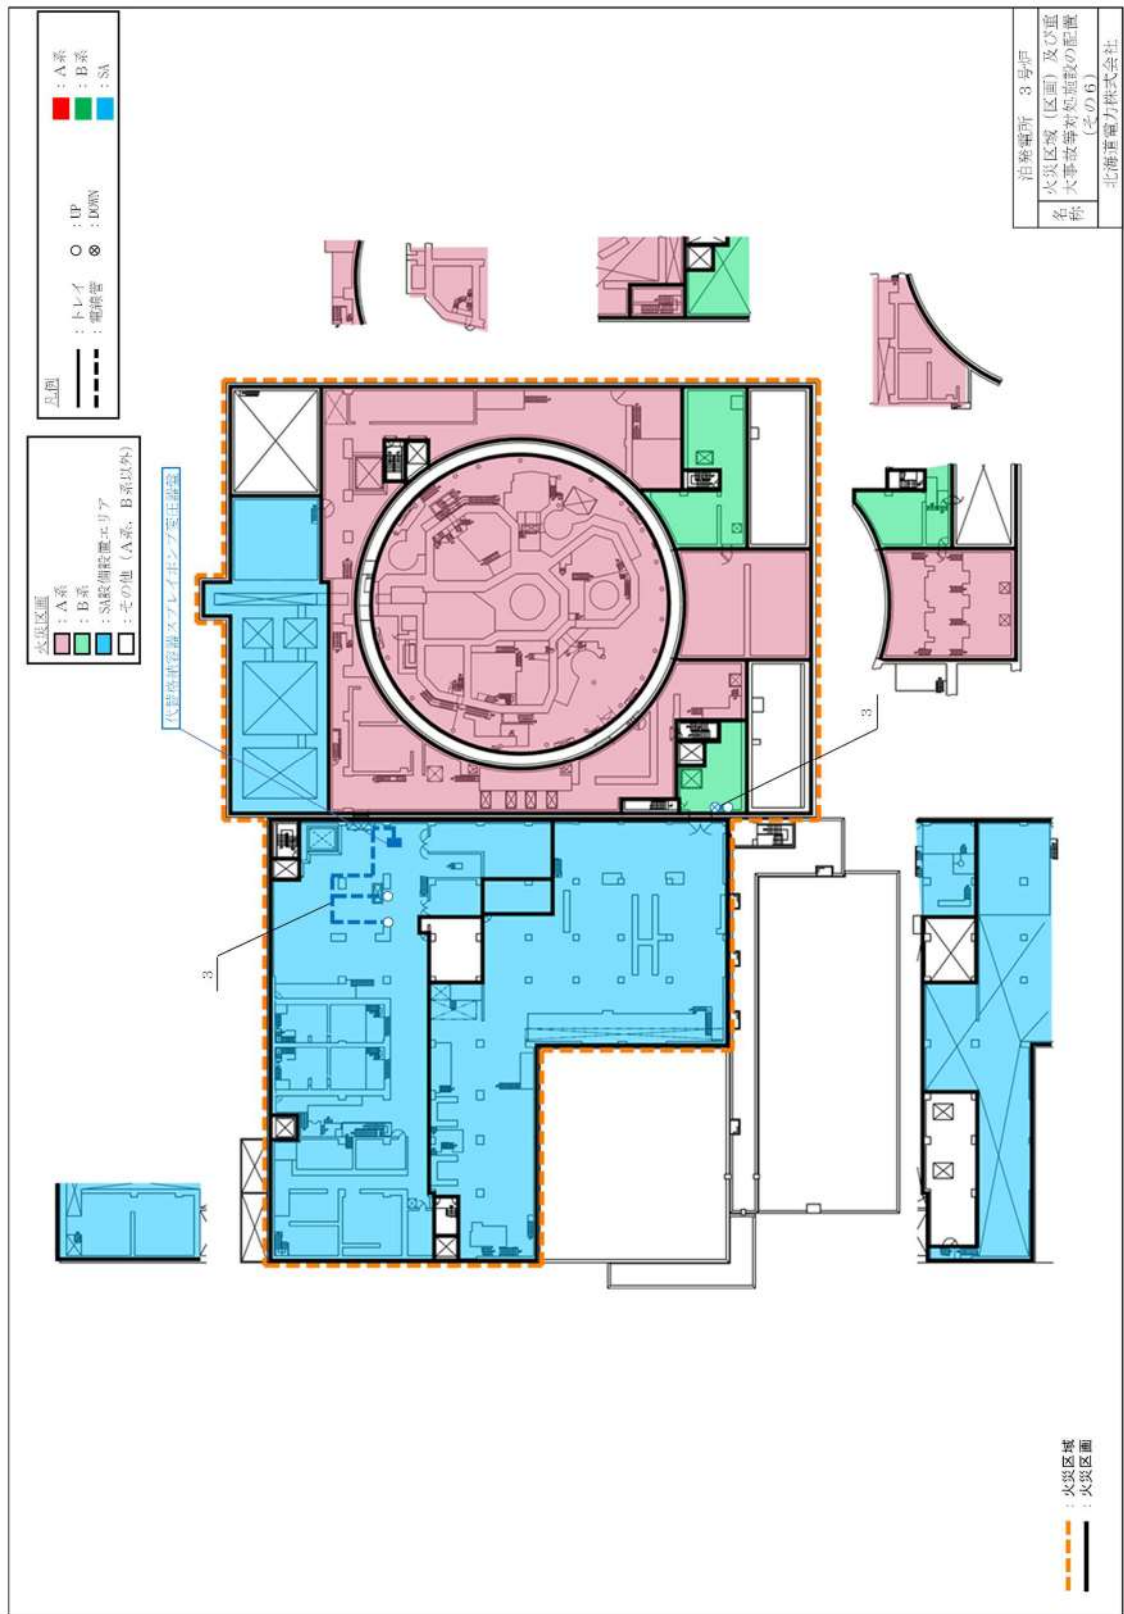 凡例
: トレイ
: 電線管
: UP
: DOWN
: A系
: B系
: SA
火災区画
: A系
: B系
: SA設備設置エリア
: その他（A系，B系以外）
代替格納容器スプレイポンプ変圧器盤
3
3
泊発電所 3号炉
名称
火災区域（区画）及び重
大事故等対処施設の配置
（その6）
北海道電力株式会社
: 火災区域
: 火災区画